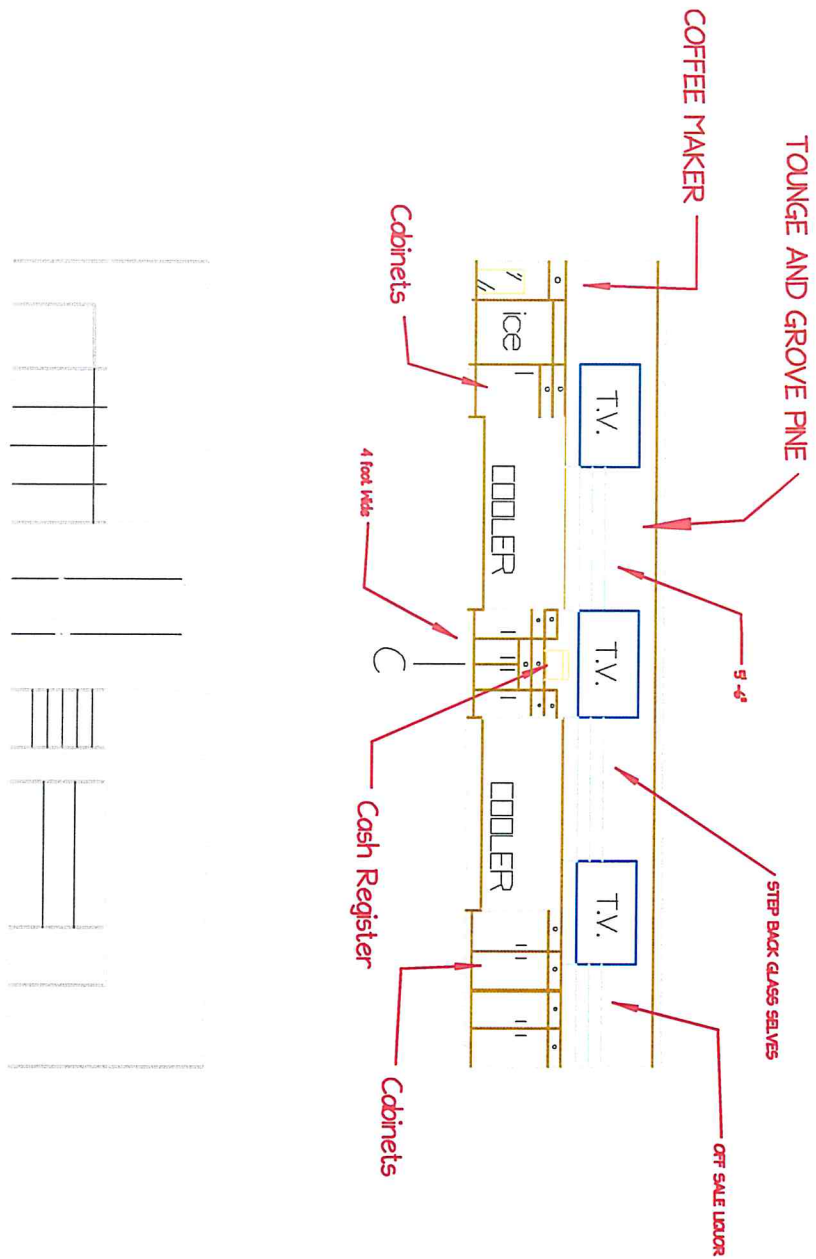 TOUNGE AND GROVE PINE
COFFEE MAKER
5'-6"
STEP BACK GLASS SELVES
OFF SALE LIQUOR
T.V.
T.V.
T.V.
ice
COOLER
COOLER
Cabinets
4 foot Wide
C
Cash Register
Cabinets